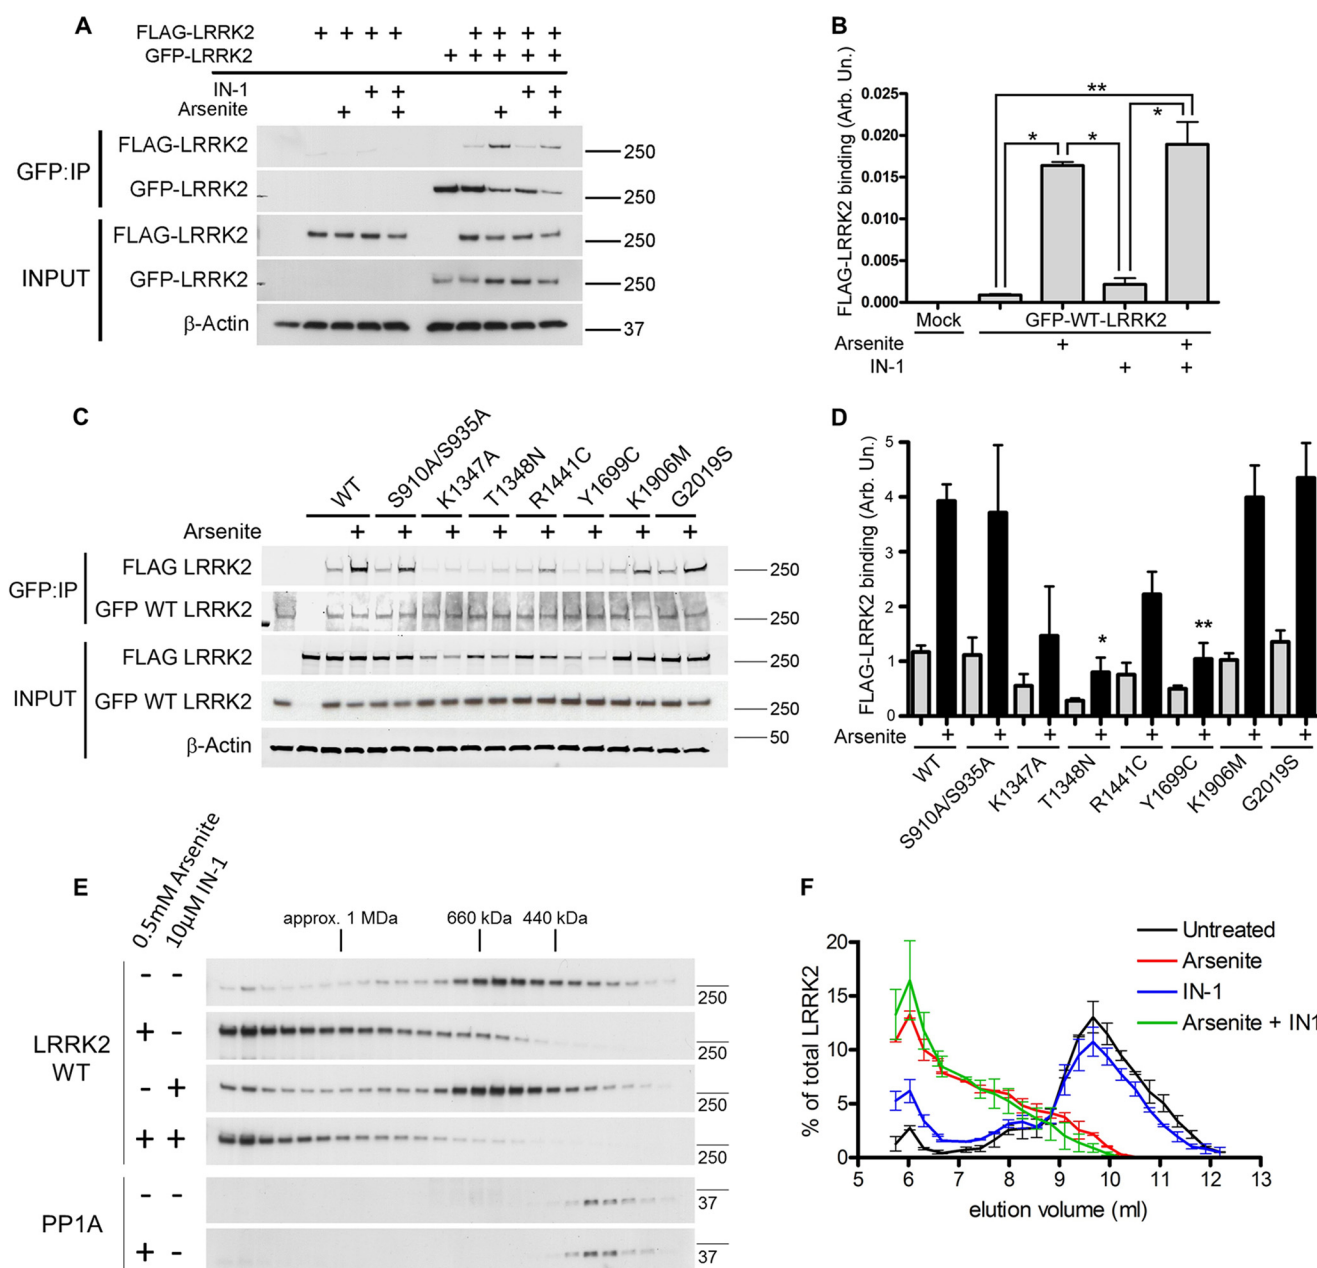 A
FLAG-LRRK2 + + + + + + + +
GFP-LRRK2 + + + + +
IN-1 + + + +
Arsenite + + + +
GFP:IP
FLAG-LRRK2 250
GFP-LRRK2 250
INPUT
FLAG-LRRK2 250
GFP-LRRK2 250
β-Actin 37
B
FLAG-LRRK2 binding (Arb. Un.)
0.025
0.020
0.015
0.010
0.005
0.000
**
* * *
Mock GFP-WT-LRRK2
Arsenite + +
IN-1 + +
C
WT S910A/S935A K1347A T1348N R1441C Y1699C K1906M G2019S
Arsenite + + + + + + + +
GFP:IP
FLAG LRRK2 250
GFP WT LRRK2 250
INPUT
FLAG LRRK2 250
GFP WT LRRK2 250
β-Actin 50
D
FLAG-LRRK2 binding (Arb. Un.)
5
4
3
2
1
0
* **
Arsenite + + + + + + + +
WT S910A/S935A K1347A T1348N R1441C Y1699C K1906M G2019S
E
0.5mM Arsenite
10µM IN-1
approx. 1 MDa 660 kDa 440 kDa
LRRK2
WT
- - 250
+ - 250
- + 250
+ + 250
PP1A
- - 37
+ - 37
F
% of total LRRK2
20
15
10
5
0
Untreated
Arsenite
IN-1
Arsenite + IN1
5 6 7 8 9 10 11 12 13
elution volume (ml)